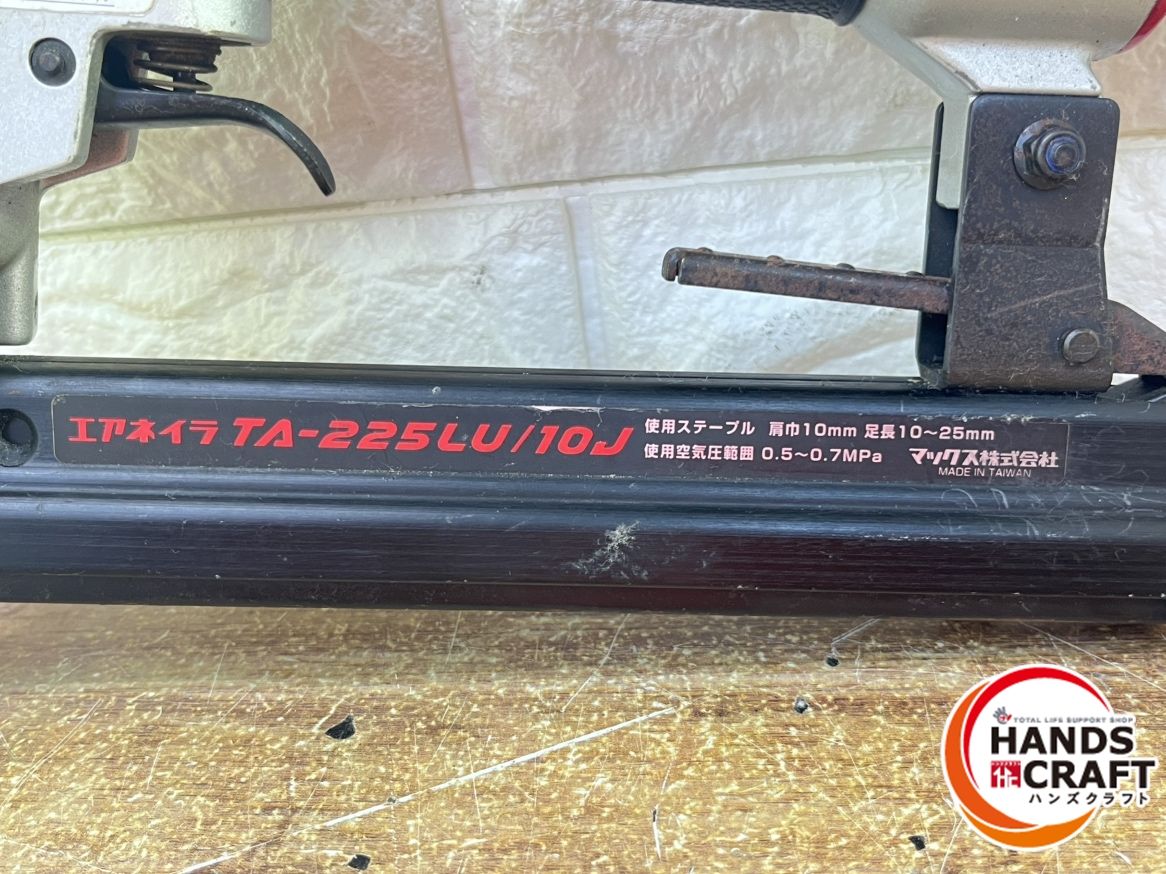 エアネイラ TA-225LU/10J
使用ステープル 肩巾10mm 足長10～25mm
使用空気圧範囲 0.5～0.7MPa マックス株式会社
MADE IN TAIWAN
TOTAL LIFE SUPPORT SHOP
HANDS
CRAFT
ハンズクラフト